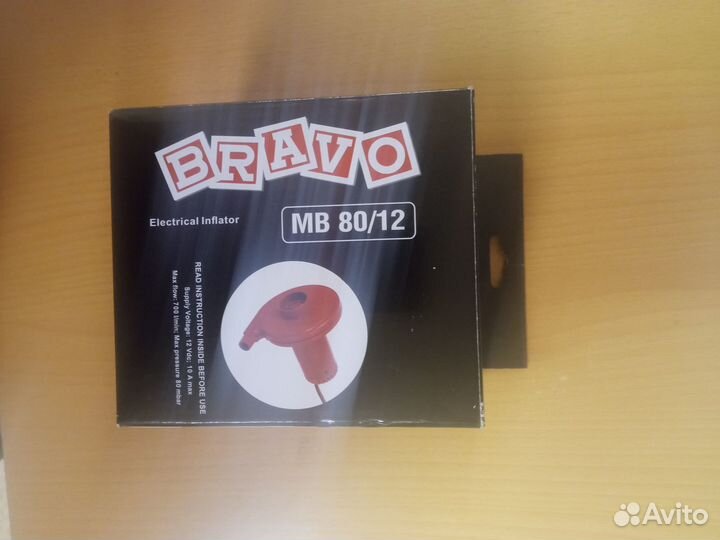 BRAVO
Electrical Inflator
MB 80/12
READ INSTRUCTION INSIDE BEFORE USE
Supply Voltage: 12 Vdc; 10 A max
Max flow: 700 l/min; Max pressure 80 mbar
Avito